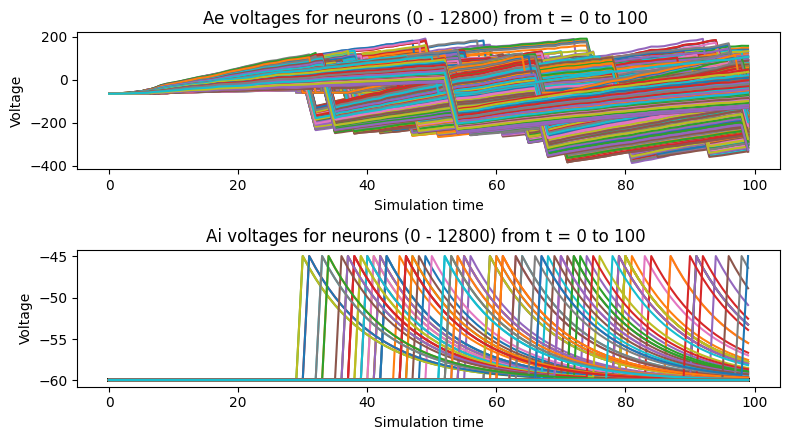 Ae voltages for neurons (0 - 12800) from t = 0 to 100
200
0
−200
−400
Voltage
0 20 40 60 80 100
Simulation time
Ai voltages for neurons (0 - 12800) from t = 0 to 100
−45
−50
−55
−60
Voltage
0 20 40 60 80 100
Simulation time